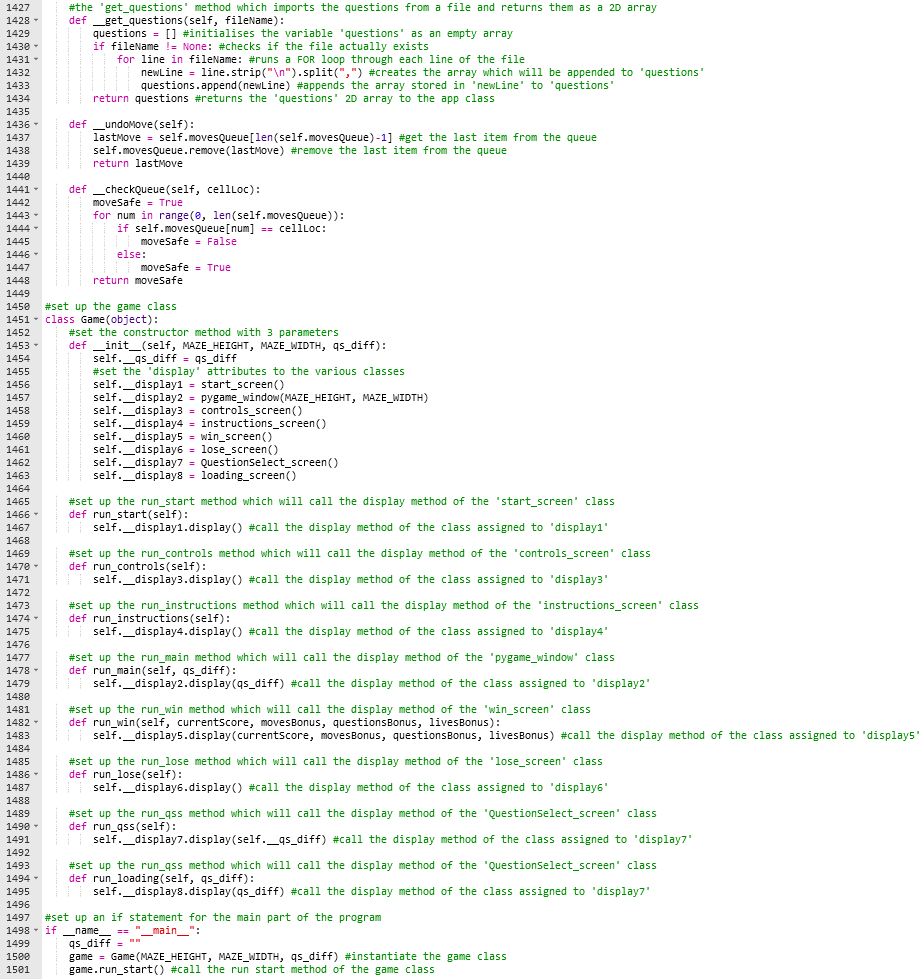 1427 #the 'get_questions' method which imports the questions from a file and returns them as a 2D array
1428 def __get_questions(self, fileName):
1429 questions = [] #initialises the variable 'questions' as an empty array
1430 if fileName != None: #checks if the file actually exists
1431 for line in fileName: #runs a FOR loop through each line of the file
1432 newLine = line.strip("\n").split(",") #creates the array which will be appended to 'questions'
1433 questions.append(newLine) #appends the array stored in 'newLine' to 'questions'
1434 return questions #returns the 'questions' 2D array to the app class
1435
1436 def __undoMove(self):
1437 lastMove = self.movesQueue[len(self.movesQueue)-1] #get the last item from the queue
1438 self.movesQueue.remove(lastMove) #remove the last item from the queue
1439 return lastMove
1440
1441 def __checkQueue(self, cellLoc):
1442 moveSafe = True
1443 for num in range(0, len(self.movesQueue)):
1444 if self.movesQueue[num] == cellLoc:
1445 moveSafe = False
1446 else:
1447 moveSafe = True
1448 return moveSafe
1449
1450 #set up the game class
1451 class Game(object):
1452 #set the constructor method with 3 parameters
1453 def __init__(self, MAZE_HEIGHT, MAZE_WIDTH, qs_diff):
1454 self.__qs_diff = qs_diff
1455 #set the 'display' attributes to the various classes
1456 self.__display1 = start_screen()
1457 self.__display2 = pygame_window(MAZE_HEIGHT, MAZE_WIDTH)
1458 self.__display3 = controls_screen()
1459 self.__display4 = instructions_screen()
1460 self.__display5 = win_screen()
1461 self.__display6 = lose_screen()
1462 self.__display7 = QuestionSelect_screen()
1463 self.__display8 = loading_screen()
1464
1465 #set up the run_start method which will call the display method of the 'start_screen' class
1466 def run_start(self):
1467 self.__display1.display() #call the display method of the class assigned to 'display1'
1468
1469 #set up the run_controls method which will call the display method of the 'controls_screen' class
1470 def run_controls(self):
1471 self.__display3.display() #call the display method of the class assigned to 'display3'
1472
1473 #set up the run_instructions method which will call the display method of the 'instructions_screen' class
1474 def run_instructions(self):
1475 self.__display4.display() #call the display method of the class assigned to 'display4'
1476
1477 #set up the run_main method which will call the display method of the 'pygame_window' class
1478 def run_main(self, qs_diff):
1479 self.__display2.display(qs_diff) #call the display method of the class assigned to 'display2'
1480
1481 #set up the run_win method which will call the display method of the 'win_screen' class
1482 def run_win(self, currentScore, movesBonus, questionsBonus, livesBonus):
1483 self.__display5.display(currentScore, movesBonus, questionsBonus, livesBonus) #call the display method of the class assigned to 'display5'
1484
1485 #set up the run_lose method which will call the display method of the 'lose_screen' class
1486 def run_lose(self):
1487 self.__display6.display() #call the display method of the class assigned to 'display6'
1488
1489 #set up the run_qss method which will call the display method of the 'QuestionSelect_screen' class
1490 def run_qss(self):
1491 self.__display7.display(self.__qs_diff) #call the display method of the class assigned to 'display7'
1492
1493 #set up the run_qss method which will call the display method of the 'QuestionSelect_screen' class
1494 def run_loading(self, qs_diff):
1495 self.__display8.display(qs_diff) #call the display method of the class assigned to 'display7'
1496
1497 #set up an if statement for the main part of the program
1498 if __name__ == "__main__":
1499 qs_diff = ""
1500 game = Game(MAZE_HEIGHT, MAZE_WIDTH, qs_diff) #instantiate the game class
1501 game.run_start() #call the run start method of the game class